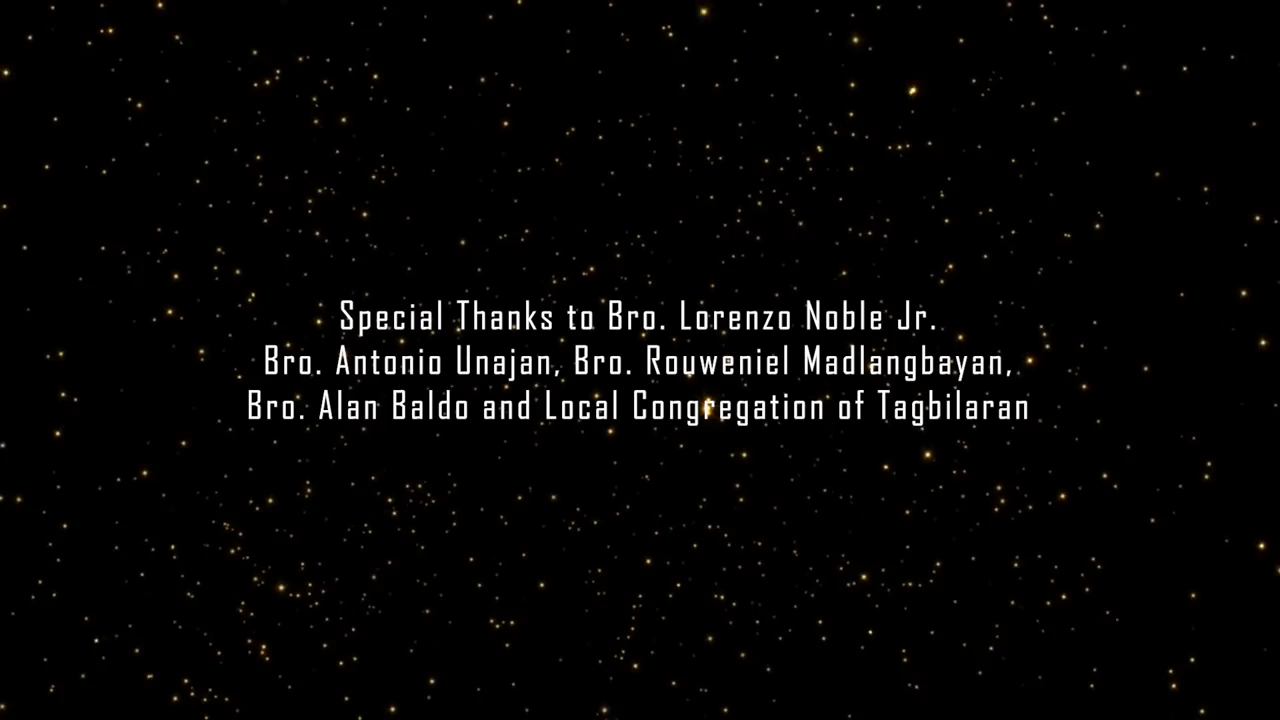 Special Thanks to Bro. Lorenzo Noble Jr.
Bro. Antonio Unajan, Bro. Rouweniel Madlangbayan,
Bro. Alan Baldo and Local Congregation of Tagbilaran